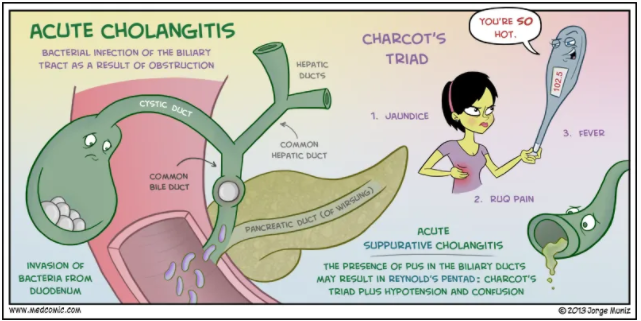 ACUTE CHOLANGITIS
BACTERIAL INFECTION OF THE BILIARY
TRACT AS A RESULT OF OBSTRUCTION
HEPATIC
DUCTS
CYSTIC DUCT
COMMON
HEPATIC DUCT
COMMON
BILE DUCT
PANCREATIC DUCT (OF WIRSUNG)
INVASION OF
BACTERIA FROM
DUODENUM
CHARCOT'S
TRIAD
YOU'RE SO
HOT.
102.5
1. JAUNDICE
3. FEVER
2. RUQ PAIN
ACUTE
SUPPURATIVE CHOLANGITIS
THE PRESENCE OF PUS IN THE BILIARY DUCTS
MAY RESULT IN REYNOLD'S PENTAD: CHARCOT'S
TRIAD PLUS HYPOTENSION AND CONFUSION
www.medcomic.com
© 2013 Jorge Muniz